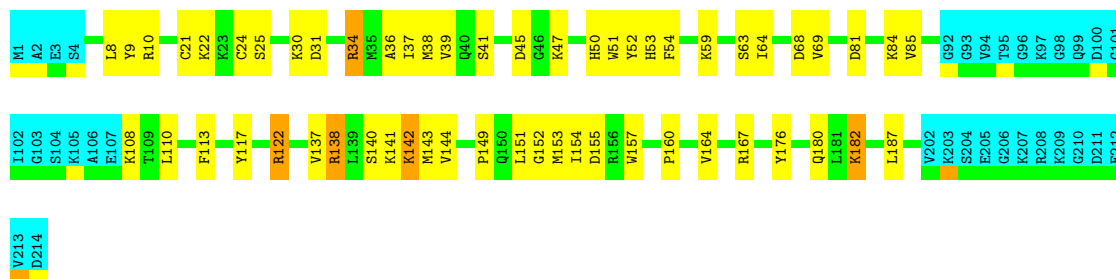 M1 A2 E3 S4 L8 Y9 R10 C21 K22 K23 C24 S25 K30 D31 R34 M35 A36 I37 M38 V39 Q40 S41 D45 G46 K47 H50 W51 Y52 H53 F54 K59 S63 I64 D68 V69 D81 K84 V85 G92 G93 V94 T95 G96 K97 G98 Q99 D100 G101
I102 G103 S104 K105 A106 E107 K108 T109 L110 F113 Y117 R122 V137 R138 L139 S140 K141 K142 M143 V144 P149 Q150 L151 G152 M153 I154 D155 R156 W157 P160 V164 R167 Y176 Q180 L181 K182 L187 V202 K203 S204 E205 G206 K207 R208 K209 G210 D211
V213 D214